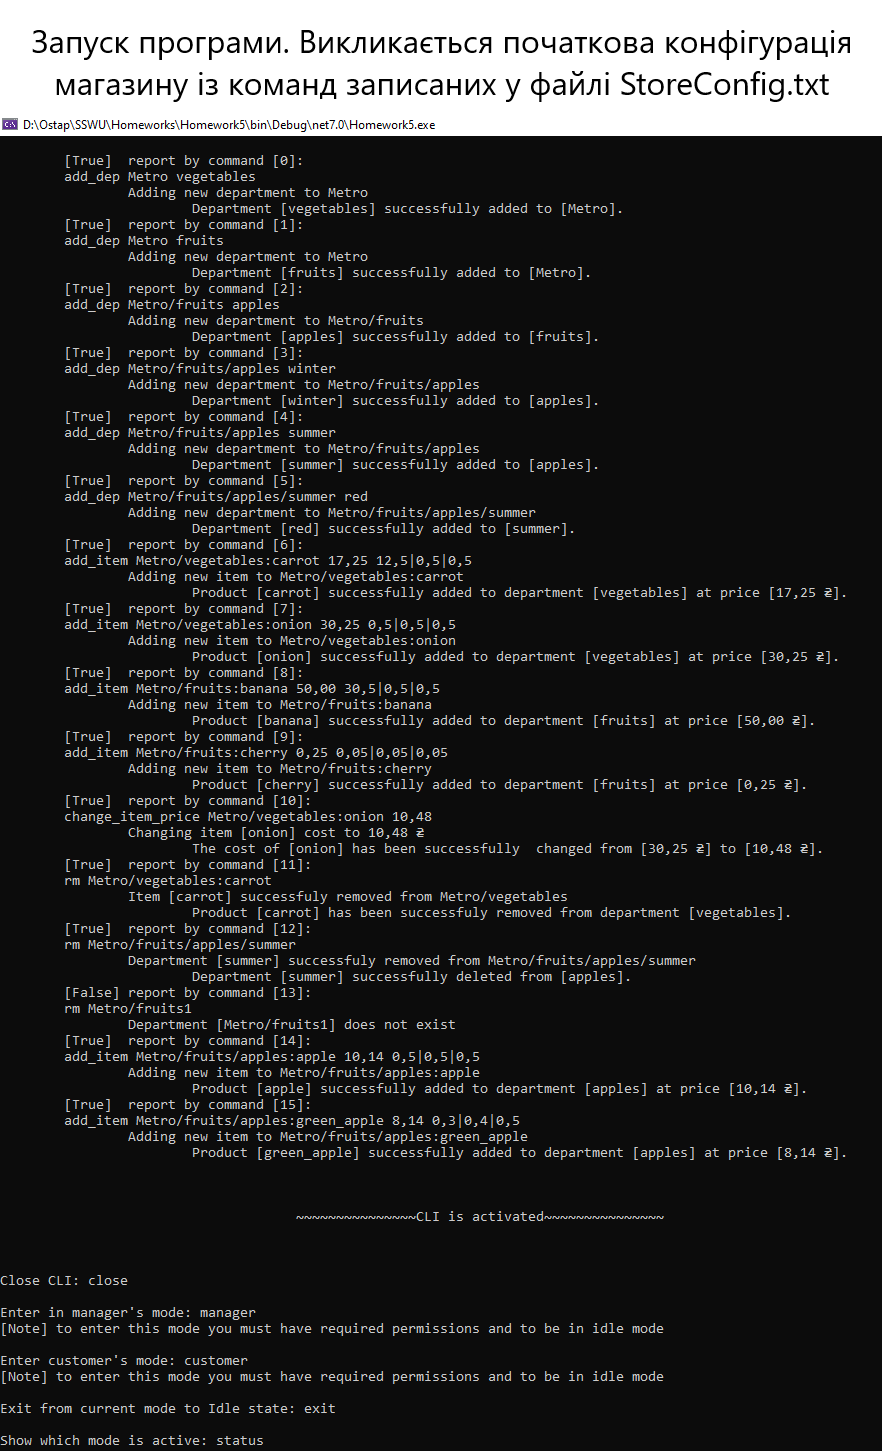 Запуск програми. Викликається початкова конфігурація
магазину із команд записаних у файлі StoreConfig.txt
D:\Ostap\SSWU\Homeworks\Homework5\bin\Debug\net7.0\Homework5.exe
[True]  report by command [0]:
add_dep Metro vegetables
Adding new department to Metro
Department [vegetables] successfully added to [Metro].
[True]  report by command [1]:
add_dep Metro fruits
Adding new department to Metro
Department [fruits] successfully added to [Metro].
[True]  report by command [2]:
add_dep Metro/fruits apples
Adding new department to Metro/fruits
Department [apples] successfully added to [fruits].
[True]  report by command [3]:
add_dep Metro/fruits/apples winter
Adding new department to Metro/fruits/apples
Department [winter] successfully added to [apples].
[True]  report by command [4]:
add_dep Metro/fruits/apples summer
Adding new department to Metro/fruits/apples
Department [summer] successfully added to [apples].
[True]  report by command [5]:
add_dep Metro/fruits/apples/summer red
Adding new department to Metro/fruits/apples/summer
Department [red] successfully added to [summer].
[True]  report by command [6]:
add_item Metro/vegetables:carrot 17,25 12,5|0,5|0,5
Adding new item to Metro/vegetables:carrot
Product [carrot] successfully added to department [vegetables] at price [17,25 ₴].
[True]  report by command [7]:
add_item Metro/vegetables:onion 30,25 0,5|0,5|0,5
Adding new item to Metro/vegetables:onion
Product [onion] successfully added to department [vegetables] at price [30,25 ₴].
[True]  report by command [8]:
add_item Metro/fruits:banana 50,00 30,5|0,5|0,5
Adding new item to Metro/fruits:banana
Product [banana] successfully added to department [fruits] at price [50,00 ₴].
[True]  report by command [9]:
add_item Metro/fruits:cherry 0,25 0,05|0,05|0,05
Adding new item to Metro/fruits:cherry
Product [cherry] successfully added to department [fruits] at price [0,25 ₴].
[True]  report by command [10]:
change_item_price Metro/vegetables:onion 10,48
Changing item [onion] cost to 10,48 ₴
The cost of [onion] has been successfully  changed from [30,25 ₴] to [10,48 ₴].
[True]  report by command [11]:
rm Metro/vegetables:carrot
Item [carrot] successfuly removed from Metro/vegetables
Product [carrot] has been successfuly removed from department [vegetables].
[True]  report by command [12]:
rm Metro/fruits/apples/summer
Department [summer] successfuly removed from Metro/fruits/apples/summer
Department [summer] successfully deleted from [apples].
[False] report by command [13]:
rm Metro/fruits1
Department [Metro/fruits1] does not exist
[True]  report by command [14]:
add_item Metro/fruits/apples:apple 10,14 0,5|0,5|0,5
Adding new item to Metro/fruits/apples:apple
Product [apple] successfully added to department [apples] at price [10,14 ₴].
[True]  report by command [15]:
add_item Metro/fruits/apples:green_apple 8,14 0,3|0,4|0,5
Adding new item to Metro/fruits/apples:green_apple
Product [green_apple] successfully added to department [apples] at price [8,14 ₴].
~~~~~~~~~~~~~~~CLI is activated~~~~~~~~~~~~~~~
Close CLI: close
Enter in manager's mode: manager
[Note] to enter this mode you must have required permissions and to be in idle mode
Enter customer's mode: customer
[Note] to enter this mode you must have required permissions and to be in idle mode
Exit from current mode to Idle state: exit
Show which mode is active: status